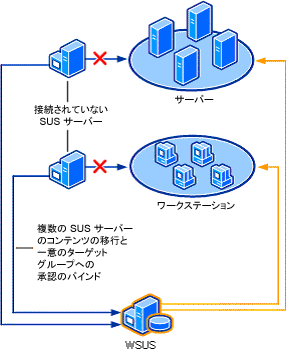 サーバー
接続されていない
SUS サーバー
ワークステーション
複数の SUS サーバー
のコンテンツの移行と
一意のターゲット
グループへの
承認のバインド
WSUS